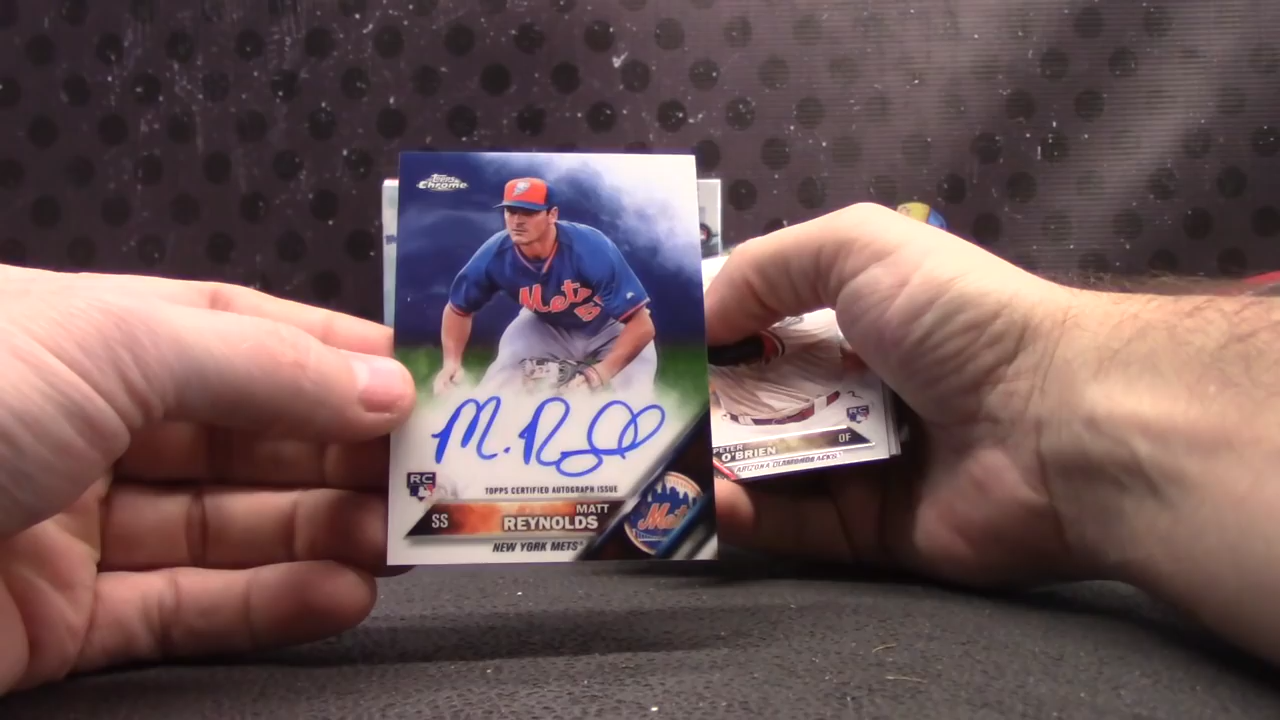 Topps
Chrome
Mets
M. Reynolds
RC
TOPPS CERTIFIED AUTOGRAPH ISSUE
SS
MATT
REYNOLDS
NEW YORK METS
Mets
RC
PETER
O'BRIEN
OF
ARIZONA DIAMONDBACKS